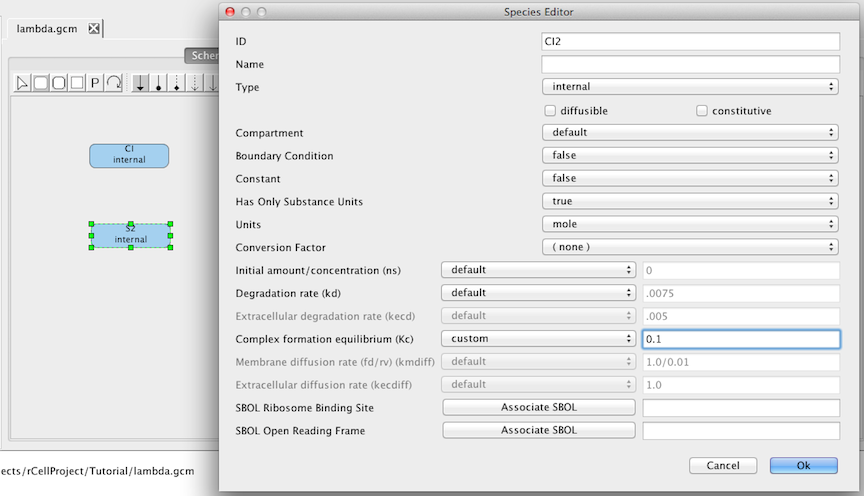 Species Editor
lambda.gcm
Schem
P
CI
internal
S2
internal
ects/rCellProject/Tutorial/lambda.gcm
ID CI2
Name
Type internal
diffusible constitutive
Compartment default
Boundary Condition false
Constant false
Has Only Substance Units true
Units mole
Conversion Factor ( none )
Initial amount/concentration (ns) default 0
Degradation rate (kd) default .0075
Extracellular degradation rate (kecd) default .005
Complex formation equilibrium (Kc) custom 0.1
Membrane diffusion rate (fd/rv) (kmdiff) default 1.0/0.01
Extracellular diffusion rate (kecdiff) default 1.0
SBOL Ribosome Binding Site Associate SBOL
SBOL Open Reading Frame Associate SBOL
Cancel Ok